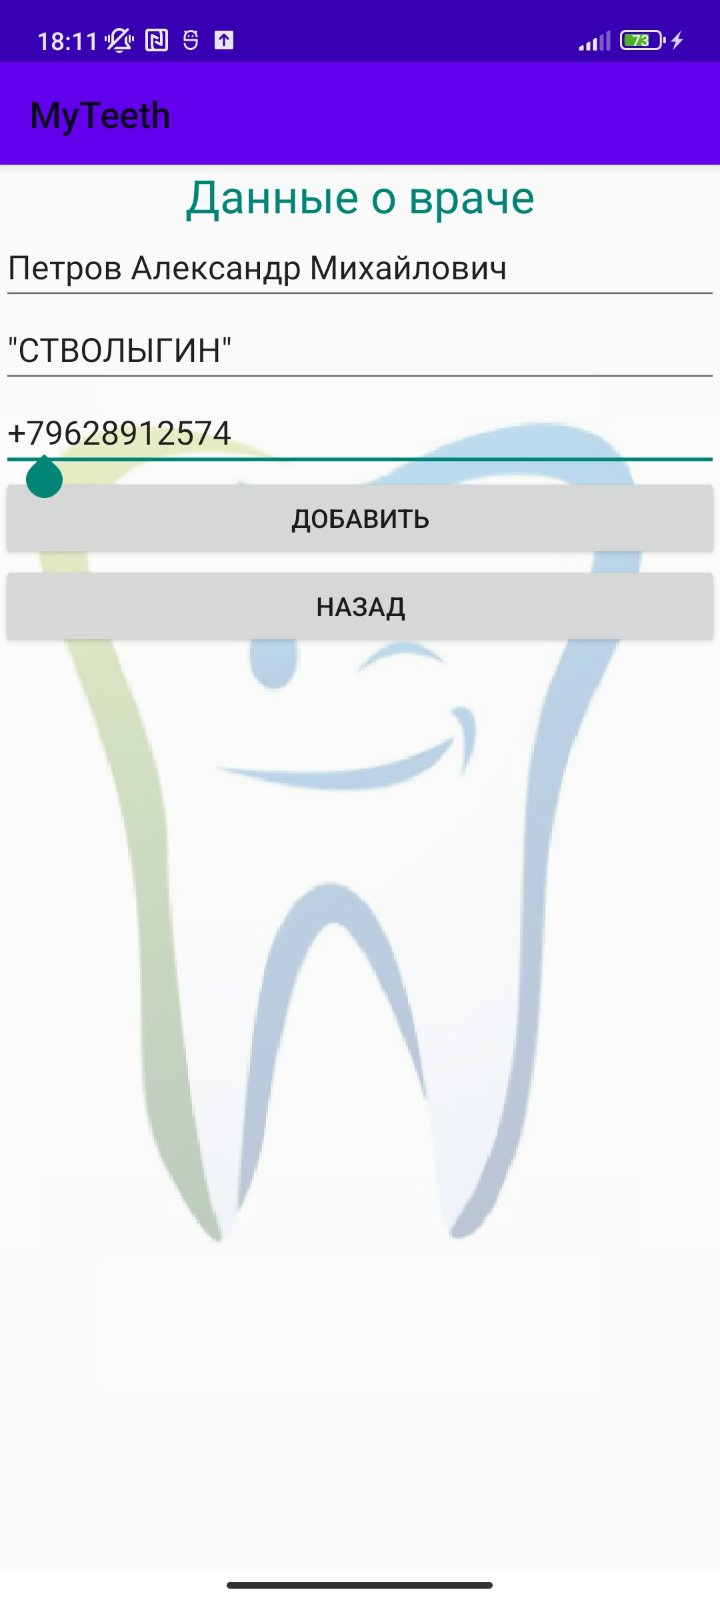 18:11
73
MyTeeth
Данные о враче
Петров Александр Михайлович
"СТВОЛЫГИН"
+79628912574
ДОБАВИТЬ
НАЗАД